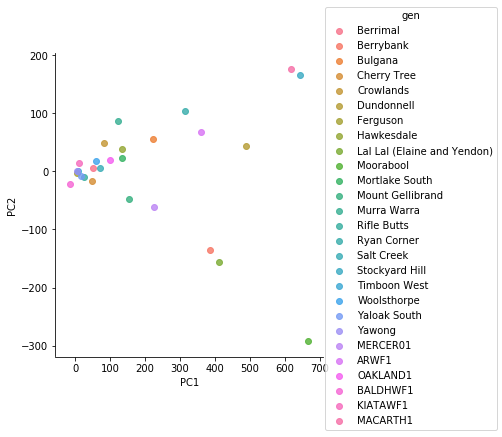 gen
Berrimal
Berrybank
Bulgana
Cherry Tree
Crowlands
Dundonnell
Ferguson
Hawkesdale
Lal Lal (Elaine and Yendon)
Moorabool
Mortlake South
Mount Gellibrand
Murra Warra
Rifle Butts
Ryan Corner
Salt Creek
Stockyard Hill
Timboon West
Woolsthorpe
Yaloak South
Yawong
MERCER01
ARWF1
OAKLAND1
BALDHWF1
KIATAWF1
MACARTH1
200
100
0
−100
−200
−300
PC2
0 100 200 300 400 500 600 700
PC1